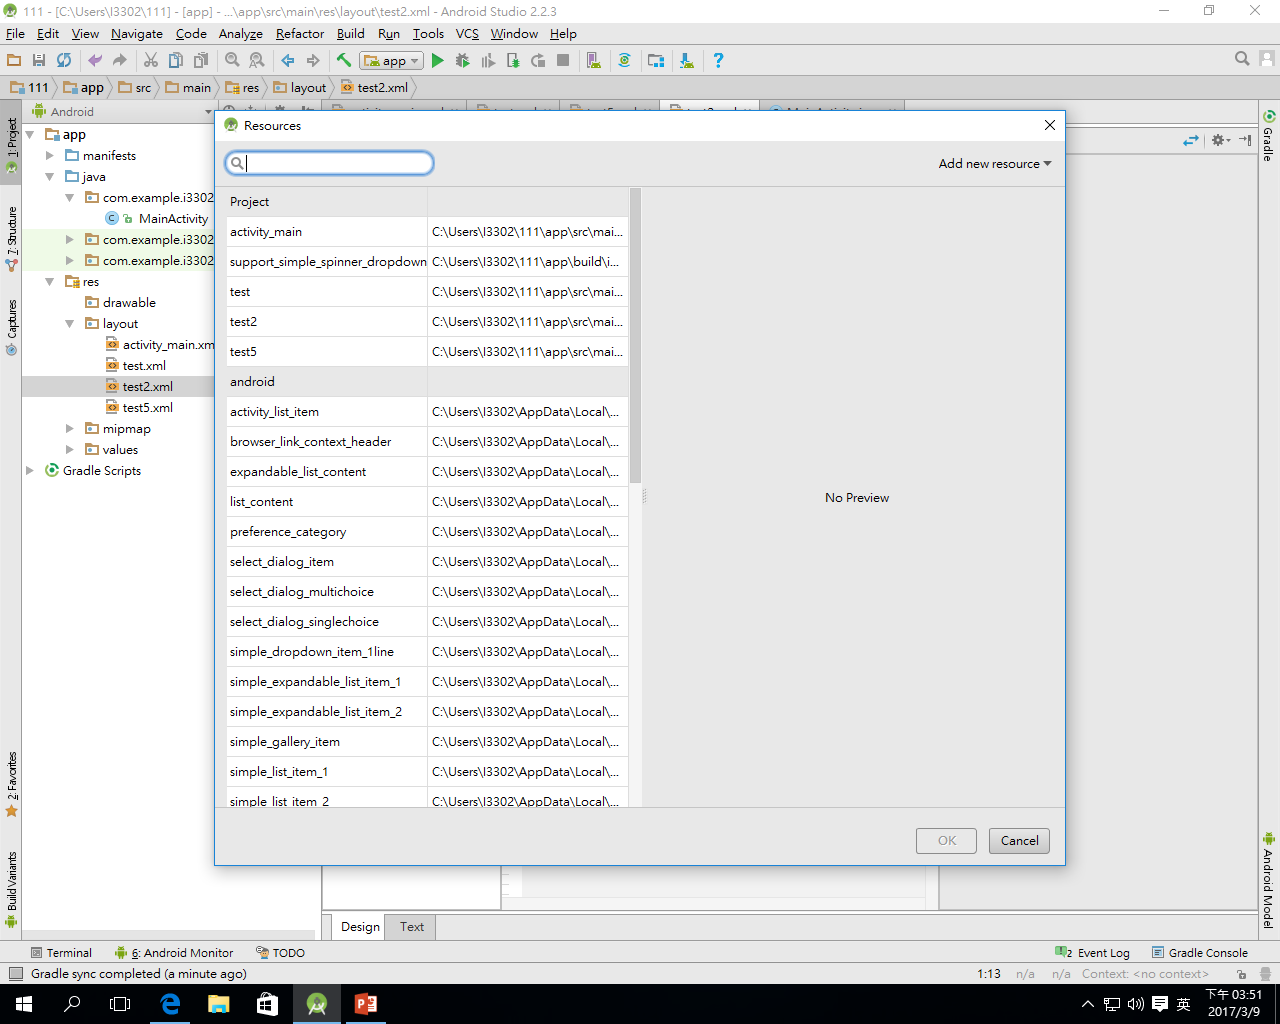 111 - [C:\Users\I3302\111] - [app] - ...\app\src\main\res\layout\test2.xml - Android Studio 2.2.3
File Edit View Navigate Code Analyze Refactor Build Run Tools VCS Window Help
app
111 app src main res layout test2.xml
1: Project
7: Structure
Captures
2: Favorites
Build Variants
Android
app
manifests
java
com.example.i3302
MainActivity
com.example.i3302
com.example.i3302
res
drawable
layout
activity_main.xm
test.xml
test2.xml
test5.xml
mipmap
values
Gradle Scripts
Resources
Add new resource
Project
activity_main C:\Users\I3302\111\app\src\mai...
support_simple_spinner_dropdown C:\Users\I3302\111\app\build\i...
test C:\Users\I3302\111\app\src\mai...
test2 C:\Users\I3302\111\app\src\mai...
test5 C:\Users\I3302\111\app\src\mai...
android
activity_list_item C:\Users\I3302\AppData\Local\...
browser_link_context_header C:\Users\I3302\AppData\Local\...
expandable_list_content C:\Users\I3302\AppData\Local\...
list_content C:\Users\I3302\AppData\Local\...
preference_category C:\Users\I3302\AppData\Local\...
select_dialog_item C:\Users\I3302\AppData\Local\...
select_dialog_multichoice C:\Users\I3302\AppData\Local\...
select_dialog_singlechoice C:\Users\I3302\AppData\Local\...
simple_dropdown_item_1line C:\Users\I3302\AppData\Local\...
simple_expandable_list_item_1 C:\Users\I3302\AppData\Local\...
simple_expandable_list_item_2 C:\Users\I3302\AppData\Local\...
simple_gallery_item C:\Users\I3302\AppData\Local\...
simple_list_item_1 C:\Users\I3302\AppData\Local\...
simple_list_item_2 C:\Users\I3302\AppData\Local\...
No Preview
OK Cancel
Gradle
Android Model
Design Text
Terminal 6: Android Monitor TODO 2 Event Log Gradle Console
Gradle sync completed (a minute ago) 1:13 n/a n/a Context: <no context>
英
下午 03:51
2017/3/9